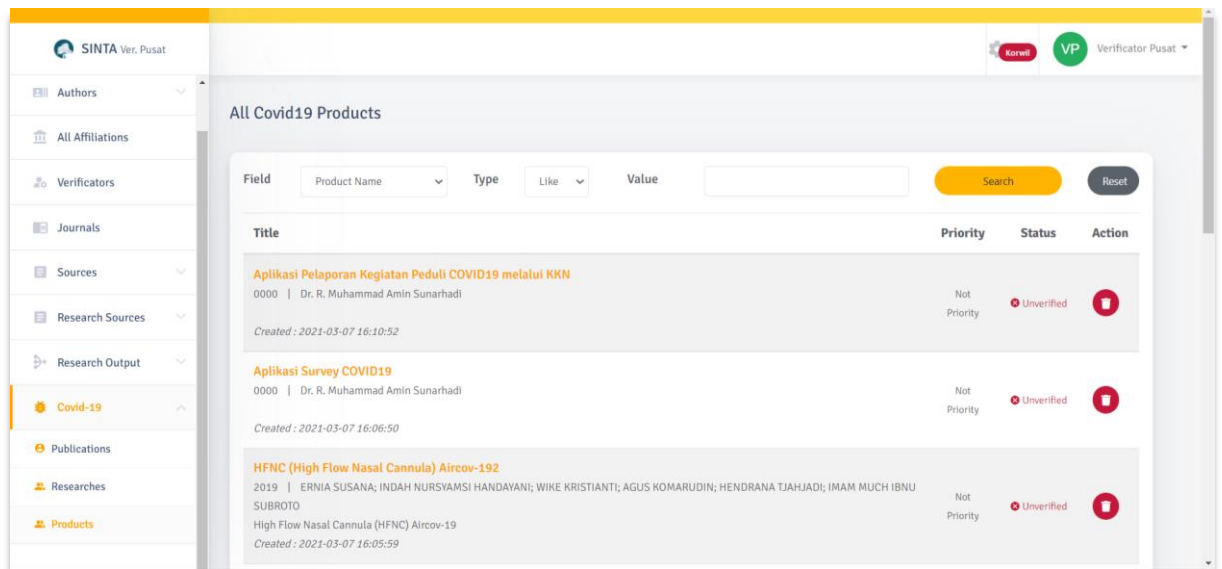 SINTA Ver. Pusat
Korwil
VP
Verificator Pusat
Authors
All Affiliations
Verificators
Journals
Sources
Research Sources
Research Output
Covid-19
Publications
Researches
Products
All Covid19 Products
Field
Product Name
Type
Like
Value
Search
Reset
Title
Priority
Status
Action
Aplikasi Pelaporan Kegiatan Peduli COVID19 melalui KKN
0000 | Dr. R. Muhammad Amin Sunarhadi
Created : 2021-03-07 16:10:52
Not
Priority
Unverified
Aplikasi Survey COVID19
0000 | Dr. R. Muhammad Amin Sunarhadi
Created : 2021-03-07 16:06:50
Not
Priority
Unverified
HFNC (High Flow Nasal Cannula) Aircov-192
2019 | ERNIA SUSANA; INDAH NURSYAMSI HANDAYANI; WIKE KRISTIANTI; AGUS KOMARUDIN; HENDRANA TJAHJADI; IMAM MUCH IBNU
SUBROTO
High Flow Nasal Cannula (HFNC) Aircov-19
Created : 2021-03-07 16:05:59
Not
Priority
Unverified